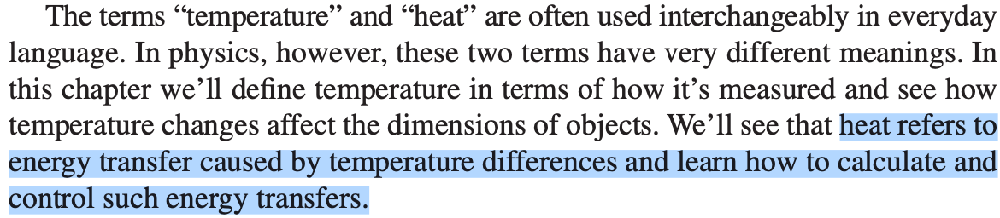 The terms “temperature” and “heat” are often used interchangeably in everyday
language. In physics, however, these two terms have very different meanings. In
this chapter we’ll define temperature in terms of how it’s measured and see how
temperature changes affect the dimensions of objects. We’ll see that heat refers to
energy transfer caused by temperature differences and learn how to calculate and
control such energy transfers.